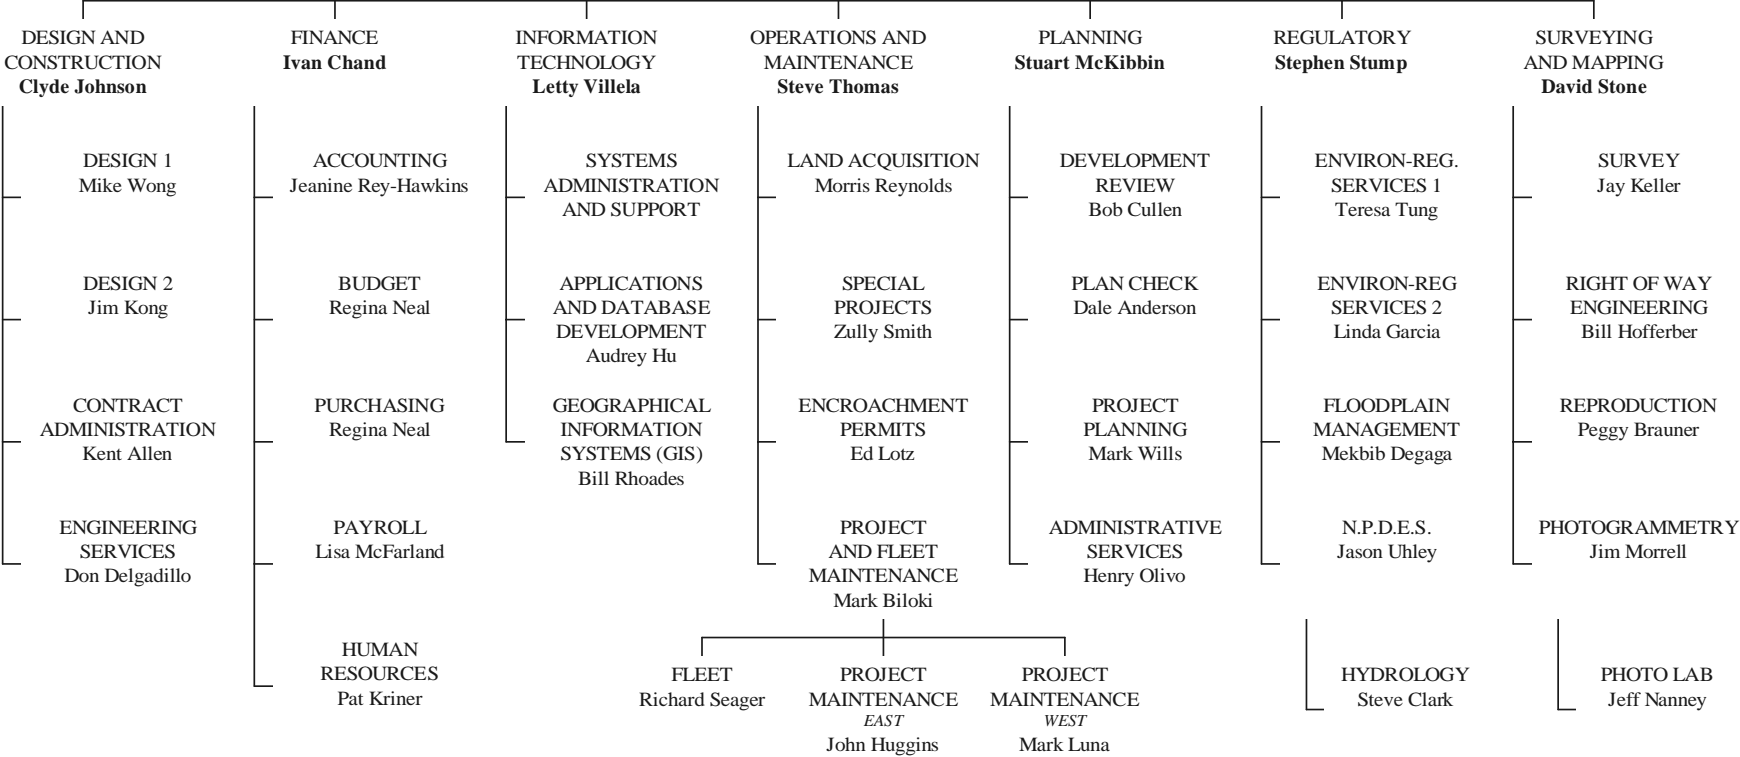 DESIGN AND
CONSTRUCTION
Clyde Johnson
DESIGN 1
Mike Wong
DESIGN 2
Jim Kong
CONTRACT
ADMINISTRATION
Kent Allen
ENGINEERING
SERVICES
Don Delgadillo
FINANCE
Ivan Chand
ACCOUNTING
Jeanine Rey-Hawkins
BUDGET
Regina Neal
PURCHASING
Regina Neal
PAYROLL
Lisa McFarland
HUMAN
RESOURCES
Pat Kriner
INFORMATION
TECHNOLOGY
Letty Villela
SYSTEMS
ADMINISTRATION
AND SUPPORT
APPLICATIONS
AND DATABASE
DEVELOPMENT
Audrey Hu
GEOGRAPHICAL
INFORMATION
SYSTEMS (GIS)
Bill Rhoades
OPERATIONS AND
MAINTENANCE
Steve Thomas
LAND ACQUISITION
Morris Reynolds
SPECIAL
PROJECTS
Zully Smith
ENCROACHMENT
PERMITS
Ed Lotz
PROJECT
AND FLEET
MAINTENANCE
Mark Biloki
FLEET
Richard Seager
PROJECT
MAINTENANCE
EAST
John Huggins
PROJECT
MAINTENANCE
WEST
Mark Luna
PLANNING
Stuart McKibbin
DEVELOPMENT
REVIEW
Bob Cullen
PLAN CHECK
Dale Anderson
PROJECT
PLANNING
Mark Wills
ADMINISTRATIVE
SERVICES
Henry Olivo
REGULATORY
Stephen Stump
ENVIRON-REG.
SERVICES 1
Teresa Tung
ENVIRON-REG
SERVICES 2
Linda Garcia
FLOODPLAIN
MANAGEMENT
Mekbib Degaga
N.P.D.E.S.
Jason Uhley
HYDROLOGY
Steve Clark
SURVEYING
AND MAPPING
David Stone
SURVEY
Jay Keller
RIGHT OF WAY
ENGINEERING
Bill Hofferber
REPRODUCTION
Peggy Brauner
PHOTOGRAMMETRY
Jim Morrell
PHOTO LAB
Jeff Nanney